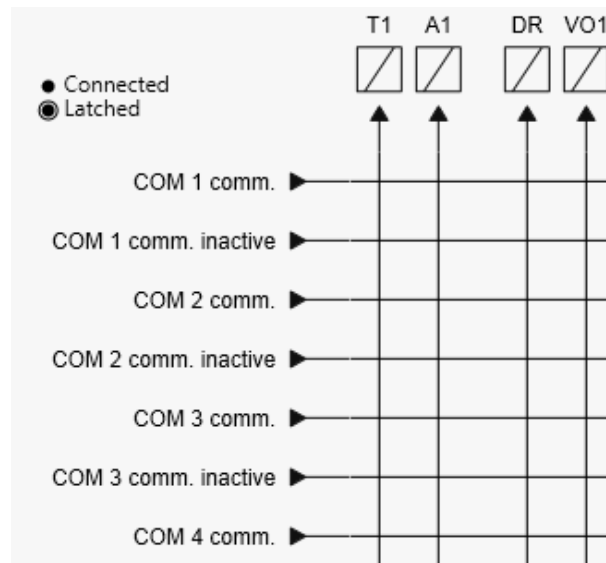 T1 A1 DR VO1
Connected
Latched
COM 1 comm.
COM 1 comm. inactive
COM 2 comm.
COM 2 comm. inactive
COM 3 comm.
COM 3 comm. inactive
COM 4 comm.